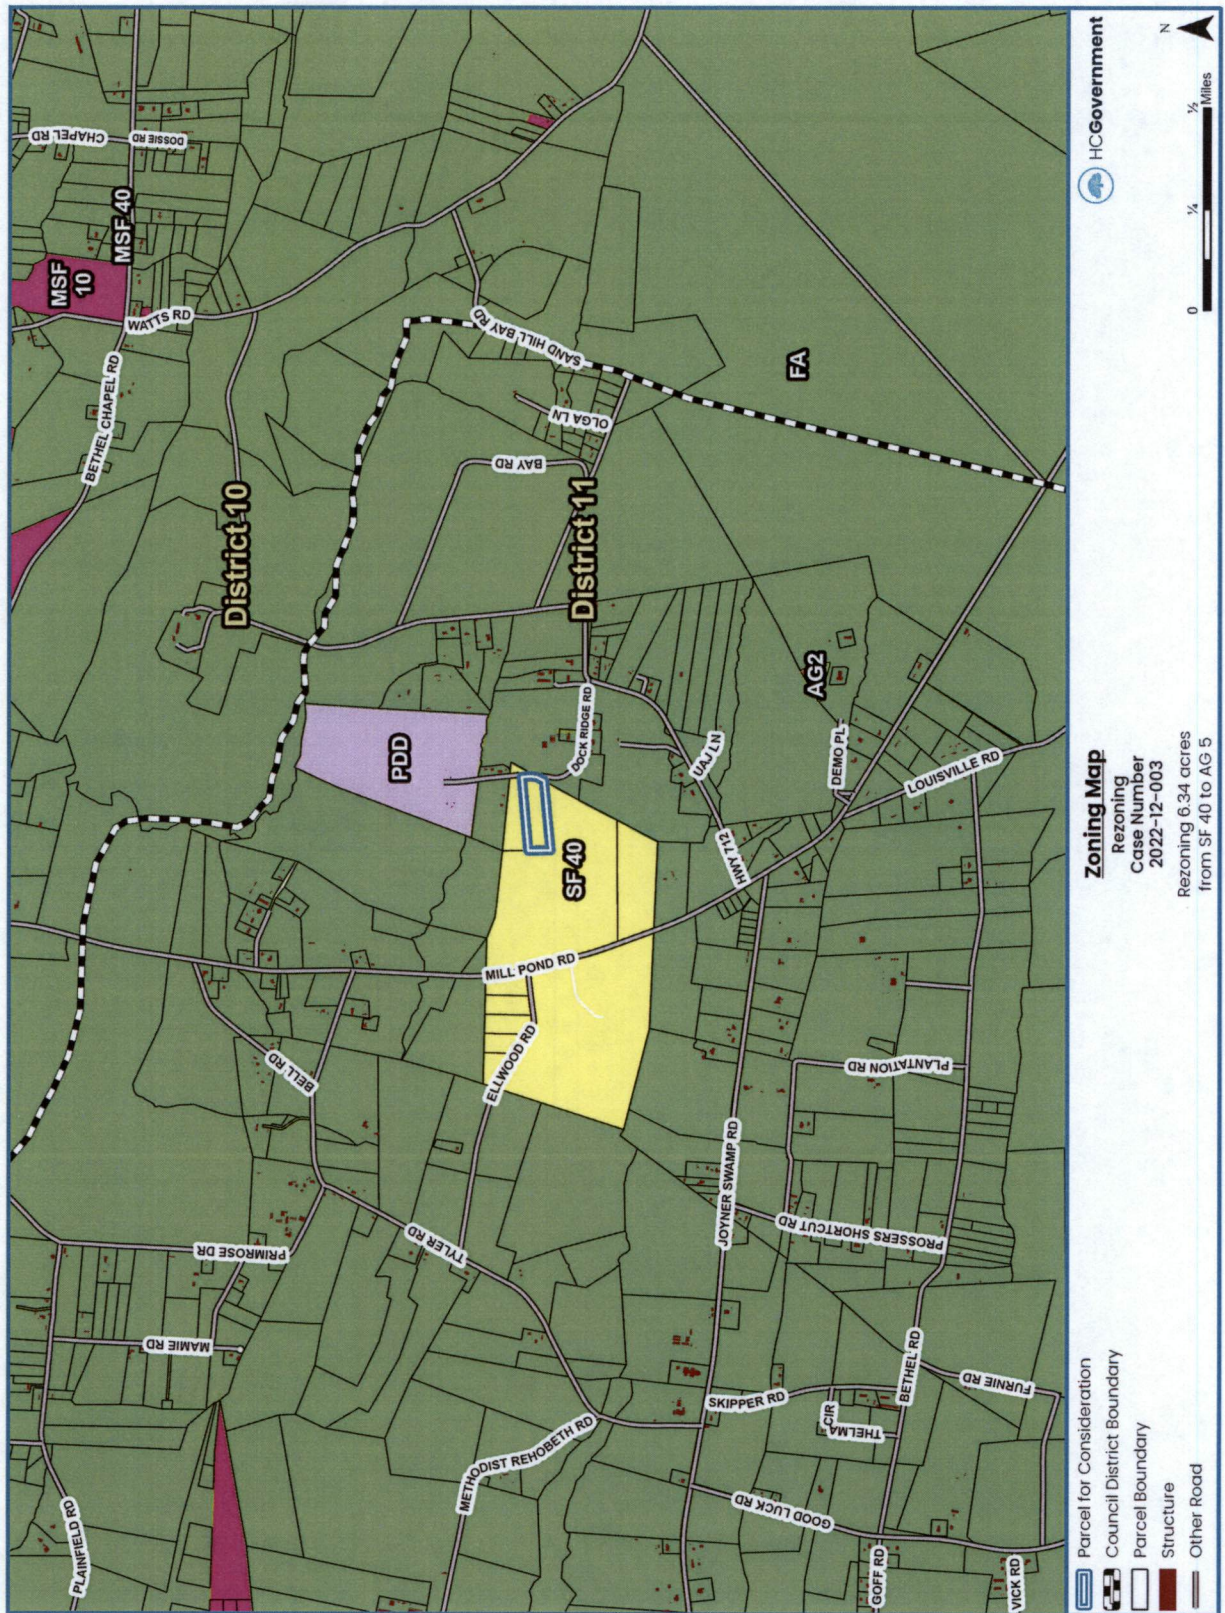 PLAINFIELD RD
MAMIE RD
PRIMROSE DR
BELL RD
TYLER RD
METHODIST REHOBETH RD
ELLWOOD RD
MILL POND RD
SF 40
PDD
District 10
BETHEL CHAPEL RD
WATTS RD
MSF
10
MSF 40
CHAPEL RD
DOSSIE RD
SAND HILL BAY RD
OLGA LN
BAY RD
District 11
COCK RIDGE RD
UAJ LN
HWY 712
FA
AG2
DEMO PL
LOUISVILLE RD
JOYNER SWAMP RD
PLANTATION RD
PROSSERS SHORTCUT RD
SKIPPER RD
THELMA
CIR
BETHEL RD
FURNIE RD
GOOD LUCK RD
GOFF RD
VICK RD
Parcel for Consideration
Council District Boundary
Parcel Boundary
Structure
Other Road
Zoning Map
Rezoning
Case Number
2022-12-003
Rezoning 6.34 acres
from SF 40 to AG 5
HCGovernment
N
0 ¼ ½
Miles